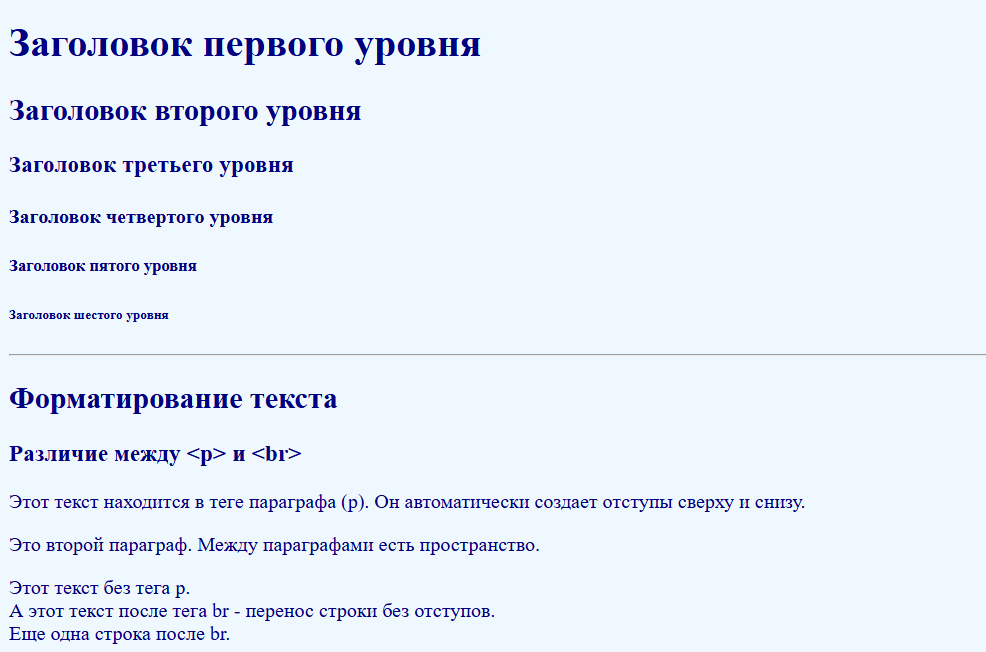 Заголовок первого уровня
Заголовок второго уровня
Заголовок третьего уровня
Заголовок четвертого уровня
Заголовок пятого уровня
Заголовок шестого уровня
Форматирование текста
Различие между <p> и <br>
Этот текст находится в теге параграфа (p). Он автоматически создает отступы сверху и снизу.
Это второй параграф. Между параграфами есть пространство.
Этот текст без тега p.
А этот текст после тега br - перенос строки без отступов.
Еще одна строка после br.